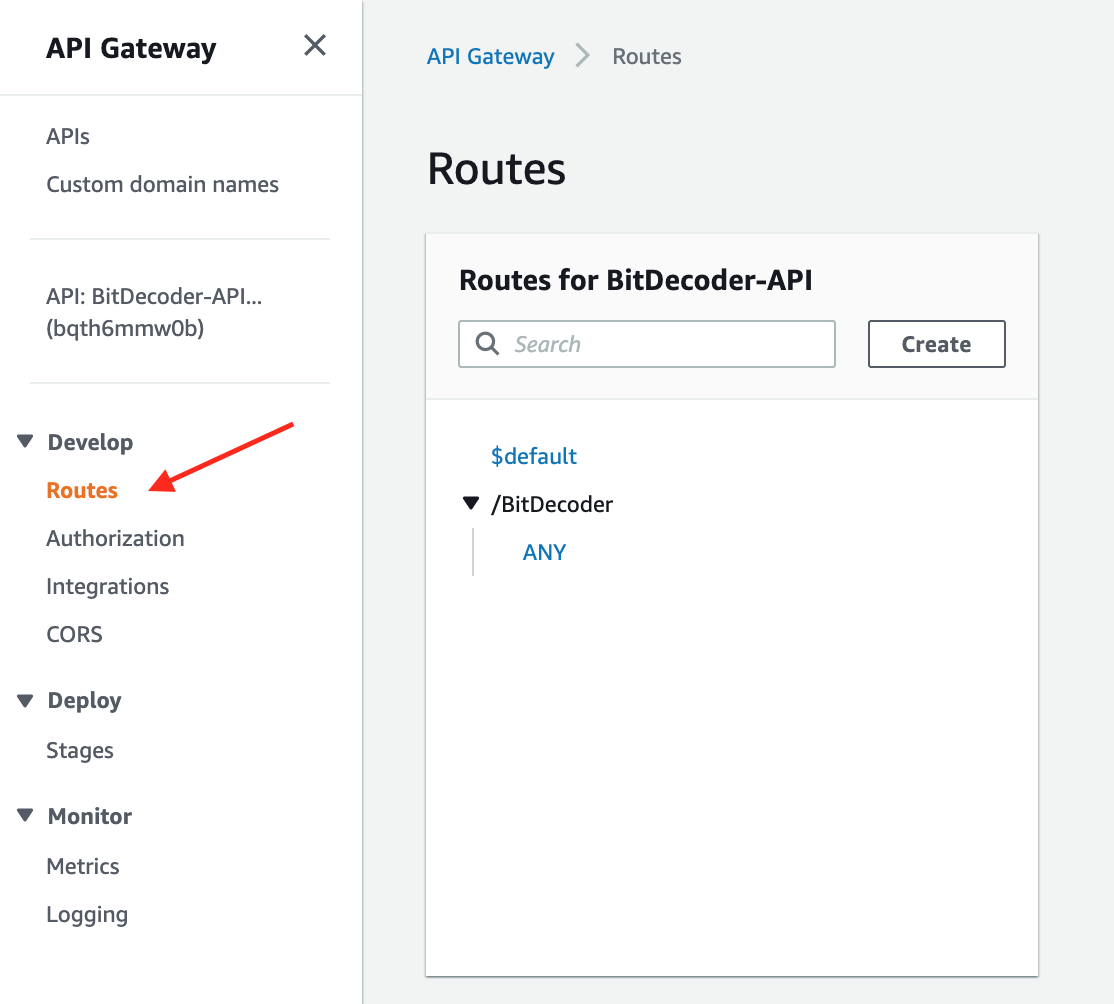 API Gateway
APIs
Custom domain names
API: BitDecoder-API...
(bqth6mmw0b)
Develop
Routes
Authorization
Integrations
CORS
Deploy
Stages
Monitor
Metrics
Logging
API Gateway Routes
Routes
Routes for BitDecoder-API
Search Create
$default
/BitDecoder
ANY